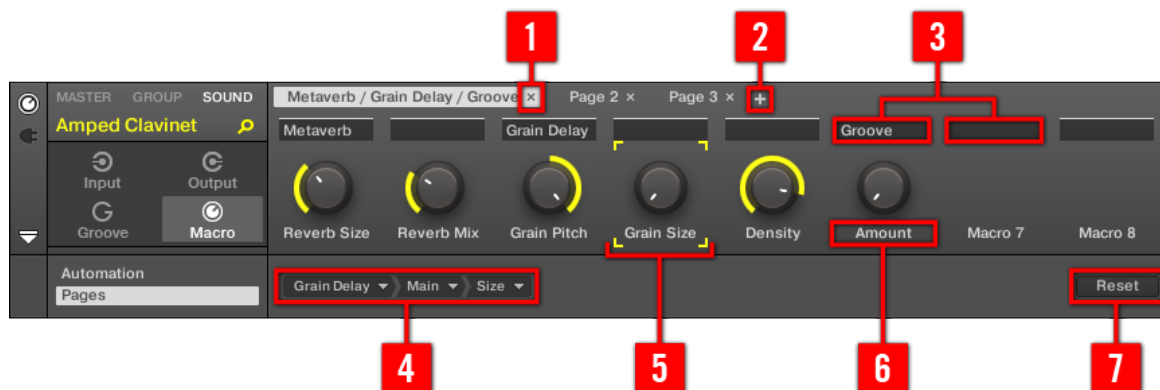 1 2 3
MASTER GROUP SOUND Metaverb / Grain Delay / Groove × Page 2 × Page 3 × +
Amped Clavinet Metaverb Grain Delay Groove
Input Output
Groove Macro Reverb Size Reverb Mix Grain Pitch Grain Size Density Amount Macro 7 Macro 8
Automation
Pages Grain Delay Main Size Reset
4 5 6 7